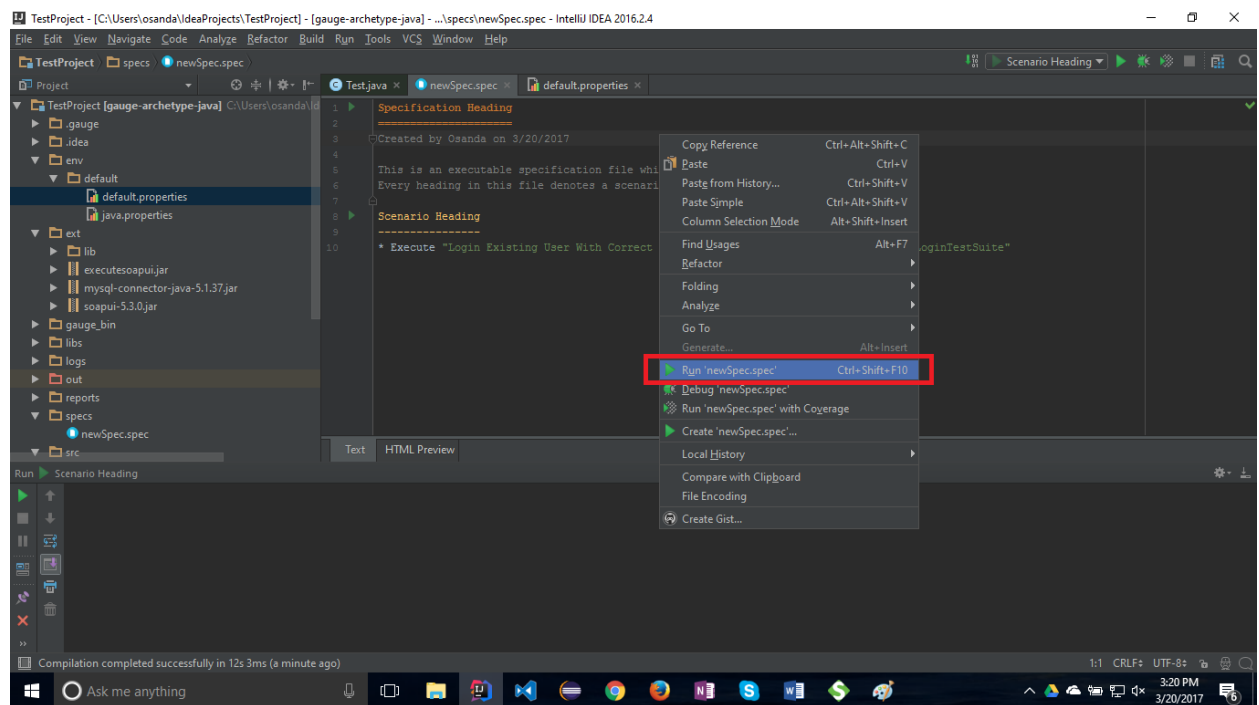 TestProject - [C:\Users\osanda\IdeaProjects\TestProject] - [gauge-archetype-java] - ...\specs\newSpec.spec - IntelliJ IDEA 2016.2.4
File Edit View Navigate Code Analyze Refactor Build Run Tools VCS Window Help
TestProject specs newSpec.spec
Scenario Heading
Project
Test.java newSpec.spec default.properties
TestProject [gauge-archetype-java] C:\Users\osanda\Id
.gauge
.idea
env
default
default.properties
java.properties
ext
lib
executesoapui.jar
mysql-connector-java-5.1.37.jar
soapui-5.3.0.jar
gauge_bin
libs
logs
out
reports
specs
newSpec.spec
src
1 Specification Heading
2 =====================
3 Created by Osanda on 3/20/2017
4
5 This is an executable specification file whi
6 Every heading in this file denotes a scenari
7
8 Scenario Heading
9 ----------------
10 * Execute "Login Existing User With Correct oginTestSuite"
Copy Reference Ctrl+Alt+Shift+C
Paste Ctrl+V
Paste from History... Ctrl+Shift+V
Paste Simple Ctrl+Alt+Shift+V
Column Selection Mode Alt+Shift+Insert
Find Usages Alt+F7
Refactor
Folding
Analyze
Go To
Generate... Alt+Insert
Run 'newSpec.spec' Ctrl+Shift+F10
Debug 'newSpec.spec'
Run 'newSpec.spec' with Coverage
Create 'newSpec.spec'...
Local History
Compare with Clipboard
File Encoding
Create Gist...
Text HTML Preview
Run Scenario Heading
Compilation completed successfully in 12s 3ms (a minute ago)
1:1 CRLF UTF-8
Ask me anything
3:20 PM
3/20/2017
6